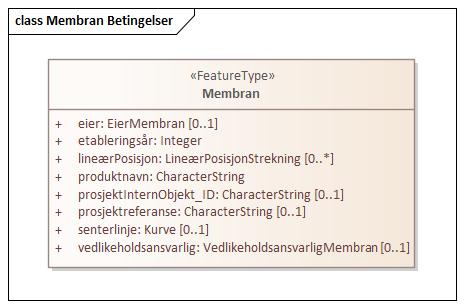 class Membran Betingelser
«FeatureType»
Membran
+ eier: EierMembran [0..1]
+ etableringsår: Integer
+ lineærPosisjon: LineærPosisjonStrekning [0..*]
+ produktnavn: CharacterString
+ prosjektInternObjekt_ID: CharacterString [0..1]
+ prosjektreferanse: CharacterString [0..1]
+ senterlinje: Kurve [0..1]
+ vedlikeholdsansvarlig: VedlikeholdsansvarligMembran [0..1]